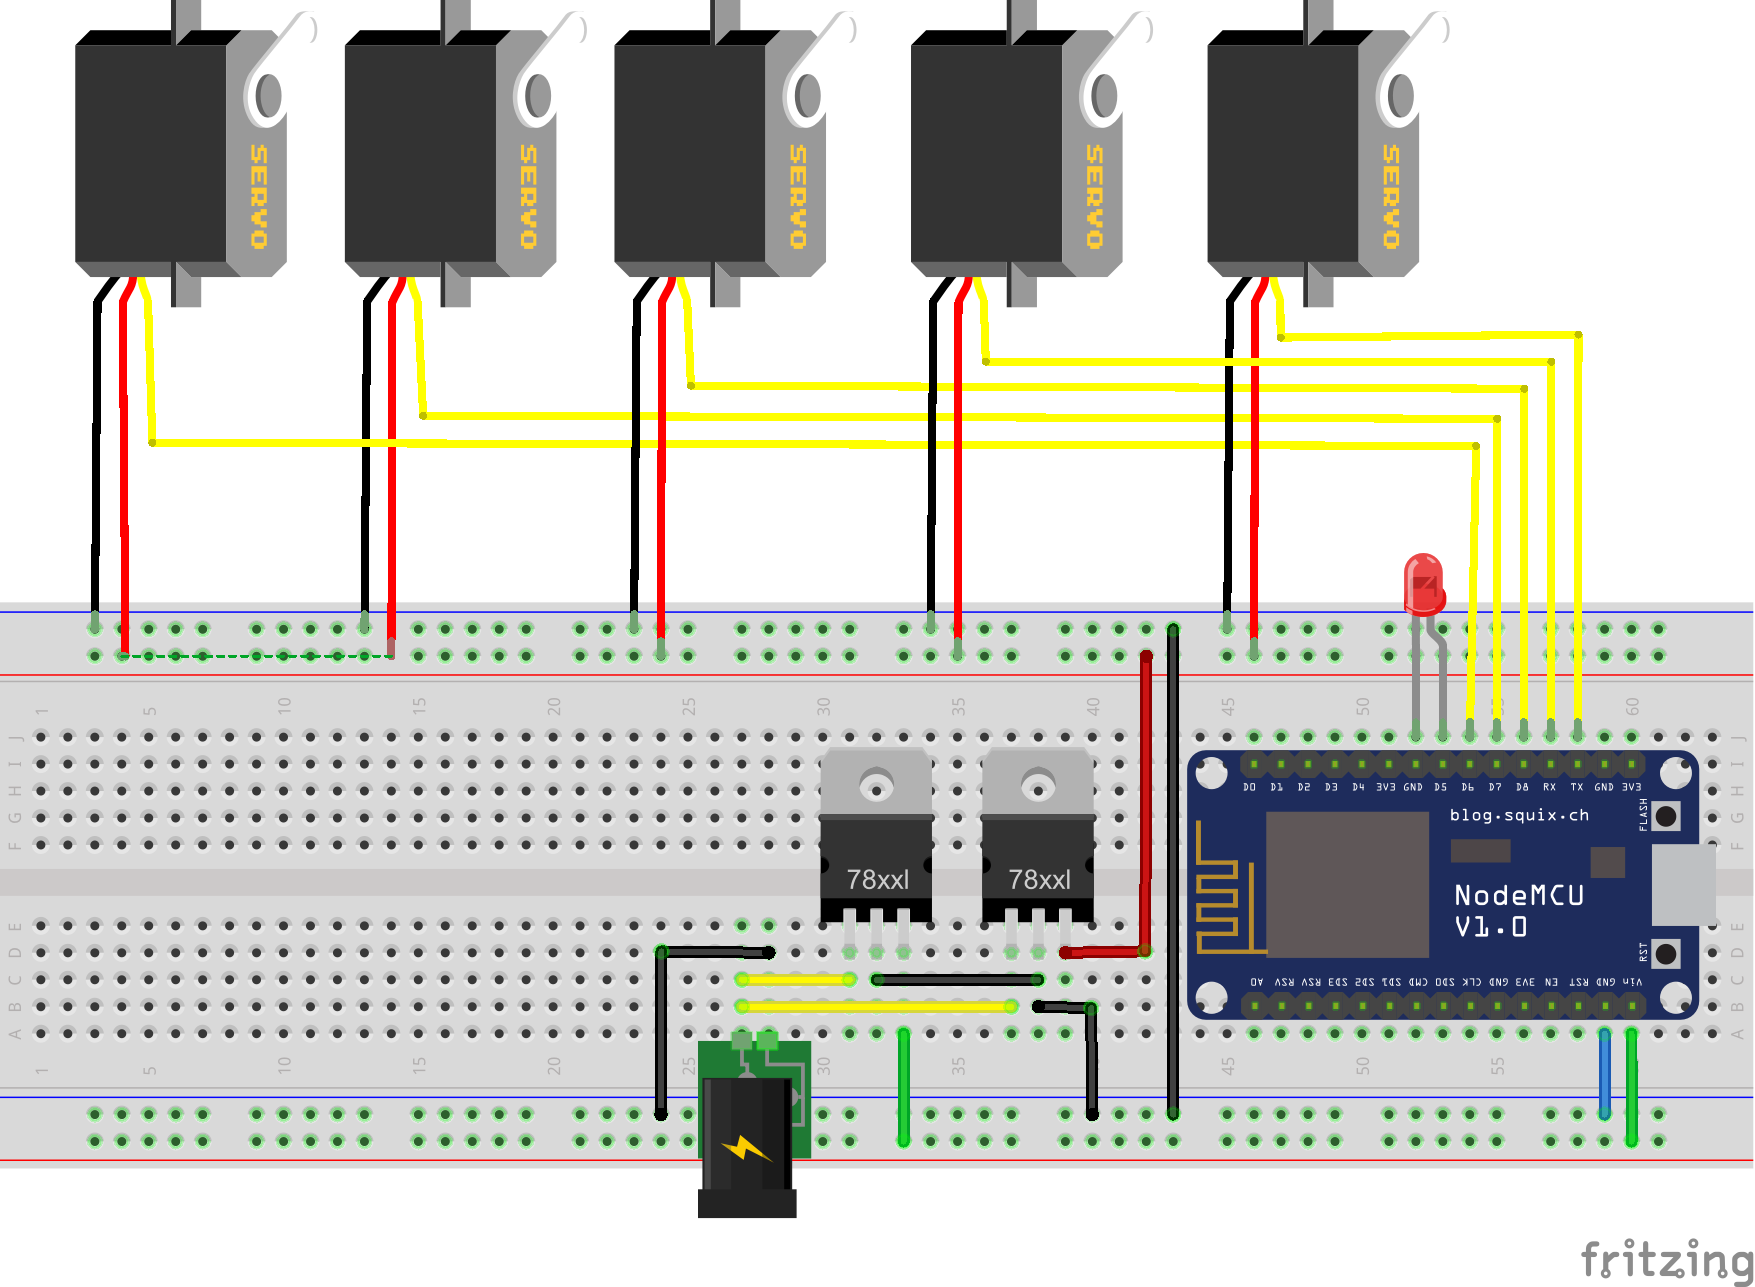 SERVO
SERVO
SERVO
SERVO
SERVO
1 5 10 15 20 25 30 35 40 45 50 55 60
J
I
H
G
F
J
I
H
G
F
D0 D1 D2 D3 D4 3V3 GND D5 D6 D7 D8 RX TX GND 3V3
blog.squix.ch
FLASH
78xxl
78xxl
NodeMCU
V1.0
RST
A0 RSV RSV SD3 SD2 SD1 CMD SD0 CLK GND 3V3 EN RST GND Vin
E
D
C
B
A
E
D
C
B
A
1 5 10 15 25 30 35 45 50 55
fritzing